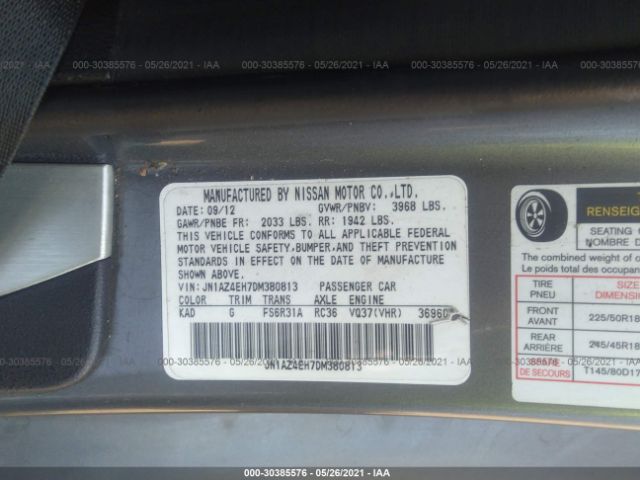 000-30385576 - 05/26/2021 - IAA
000-30385576 - 05/26/2021 - IAA
000-30385576 - 05/26/2021 - IAA
MANUFACTURED BY NISSAN MOTOR CO.,LTD.
DATE: 09/12 GVWR/PNBV: 3968 LBS.
GAWR/PNBE FR: 2033 LBS. RR: 1942 LBS.
THIS VEHICLE CONFORMS TO ALL APPLICABLE FEDERAL
MOTOR VEHICLE SAFETY,BUMPER,AND THEFT PREVENTION
STANDARDS IN EFFECT ON THE DATE OF MANUFACTURE
SHOWN ABOVE.
VIN: JN1AZ4EH7DM380813 PASSENGER CAR
COLOR TRIM TRANS AXLE ENGINE
KAD G FS6R31A RC36 VQ37(VHR) 3696C
JN1AZ4EH7DM380813
RENSEIGN
SEATING
NOMBRE D
The combined weight of
Le poids total des occupan
TIRE SIZE
PNEU DIMENSI
FRONT
AVANT 225/50R18
REAR
ARRIÈRE 245/45R18
DE SECOURS T145/80D17
000-30385576 - 05/26/2021 - IAA
000-30385576 - 05/26/2021 - IAA
000-30385576 - 05/26/2021 - IAA